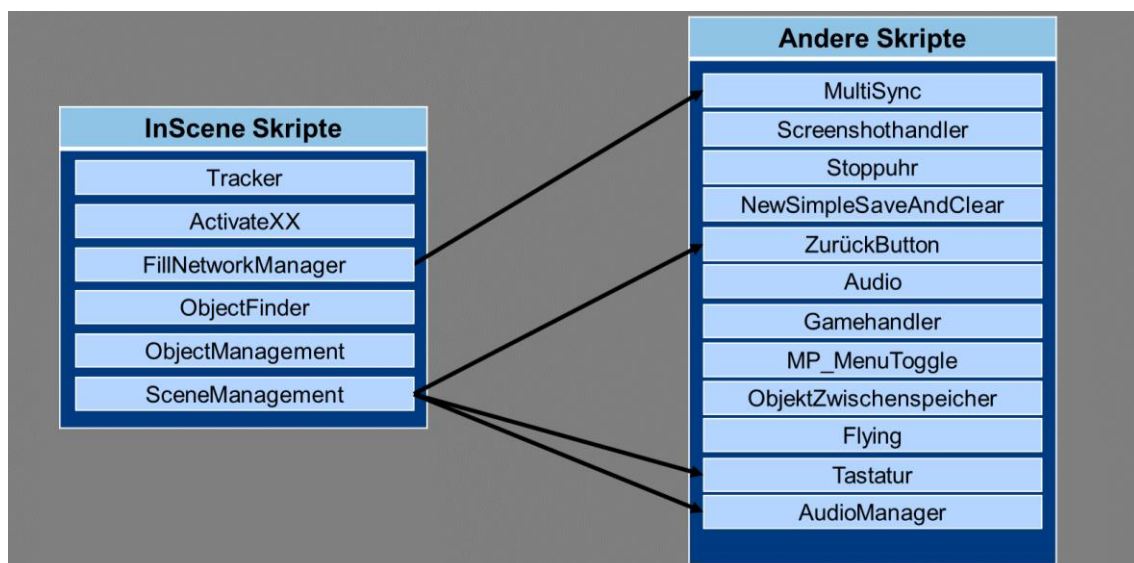 InScene Skripte
Tracker
ActivateXX
FillNetworkManager
ObjectFinder
ObjectManagement
SceneManagement
Andere Skripte
MultiSync
Screenshothandler
Stoppuhr
NewSimpleSaveAndClear
ZurückButton
Audio
Gamehandler
MP_MenuToggle
ObjektZwischenspeicher
Flying
Tastatur
AudioManager